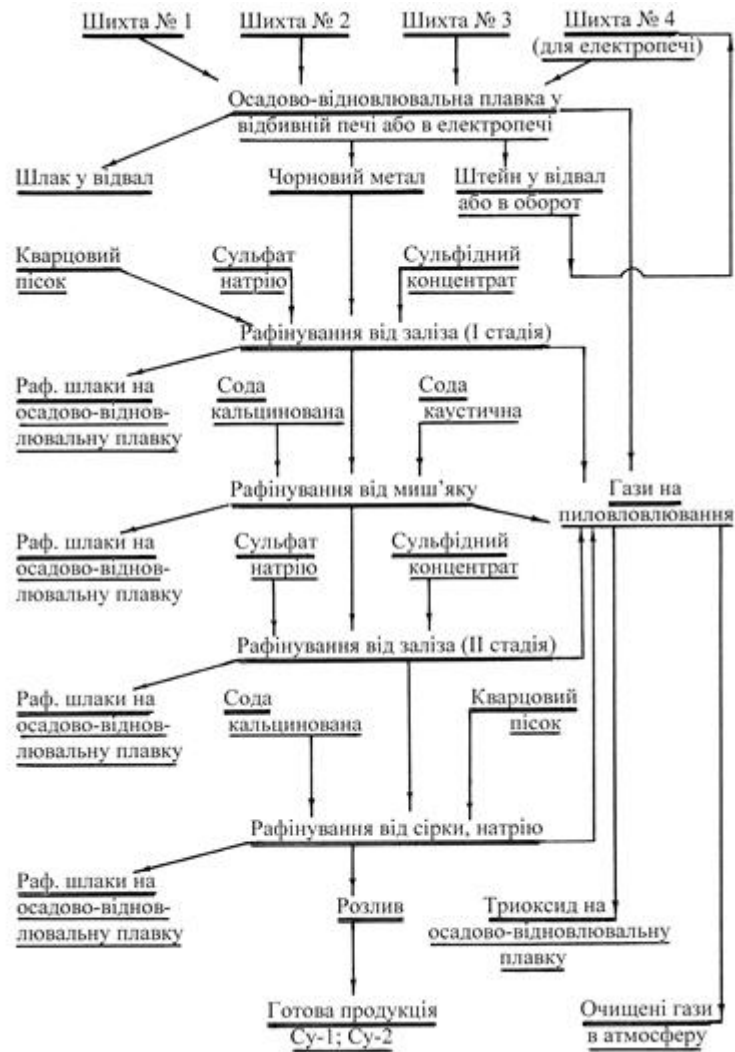 Шихта № 1
Шихта № 2
Шихта № 3
Шихта № 4
(для електропечі)
Осадово-відновлювальна плавка у
відбивній печі або в електропечі
Шлак у відвал
Чорновий метал
Штейн у відвал
або в оборот
Кварцовий
пісок
Сульфат
натрію
Сульфідний
концентрат
Рафінування від заліза (I стадія)
Раф. шлаки на
осадово-віднов-
лювальну плавку
Сода
кальцинована
Сода
каустична
Рафінування від миш’яку
Гази на
пиловловлювання
Раф. шлаки на
осадово-віднов-
лювальну плавку
Сульфат
натрію
Сульфідний
концентрат
Рафінування від заліза (II стадія)
Раф. шлаки на
осадово-віднов-
лювальну плавку
Сода
кальцинована
Кварцовий
пісок
Рафінування від сірки, натрію
Раф. шлаки на
осадово-віднов-
лювальну плавку
Розлив
Триоксид на
осадово-відновлювальну
плавку
Готова продукція
Су-1; Су-2
Очищені гази
в атмосферу